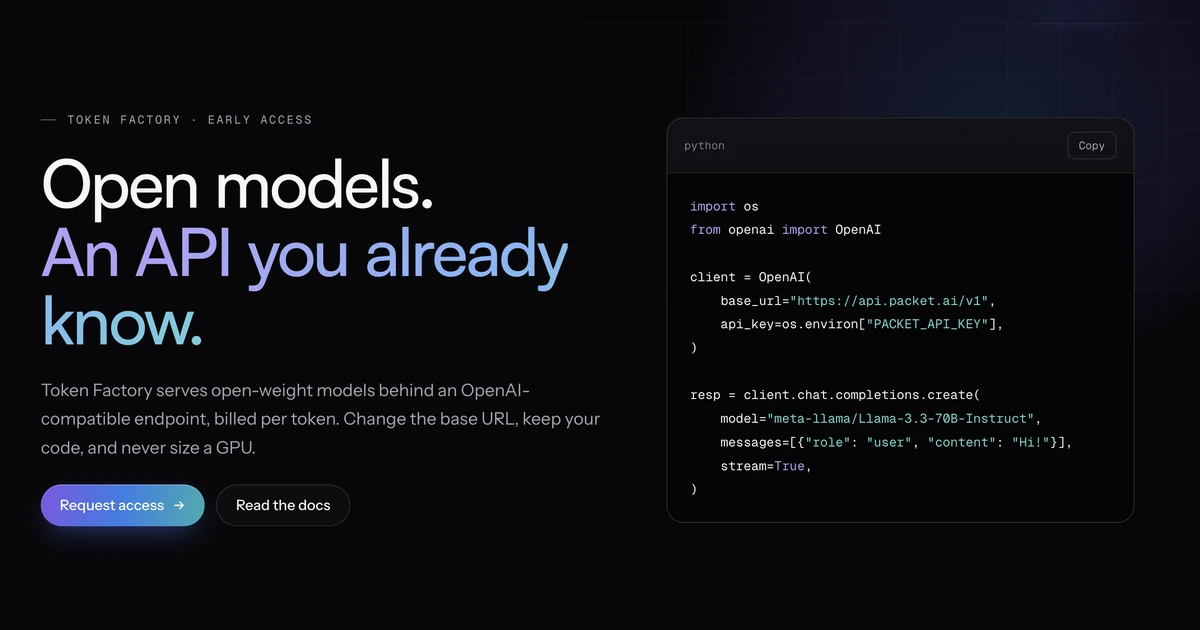 — TOKEN FACTORY · EARLY ACCESS
Open models.
An API you already
know.
Token Factory serves open-weight models behind an OpenAI-
compatible endpoint, billed per token. Change the base URL, keep your
code, and never size a GPU.
Request access →
Read the docs
python
Copy
import os
from openai import OpenAI

client = OpenAI(
    base_url="https://api.packet.ai/v1",
    api_key=os.environ["PACKET_API_KEY"],
)

resp = client.chat.completions.create(
    model="meta-llama/Llama-3.3-70B-Instruct",
    messages=[{"role": "user", "content": "Hi!"}],
    stream=True,
)